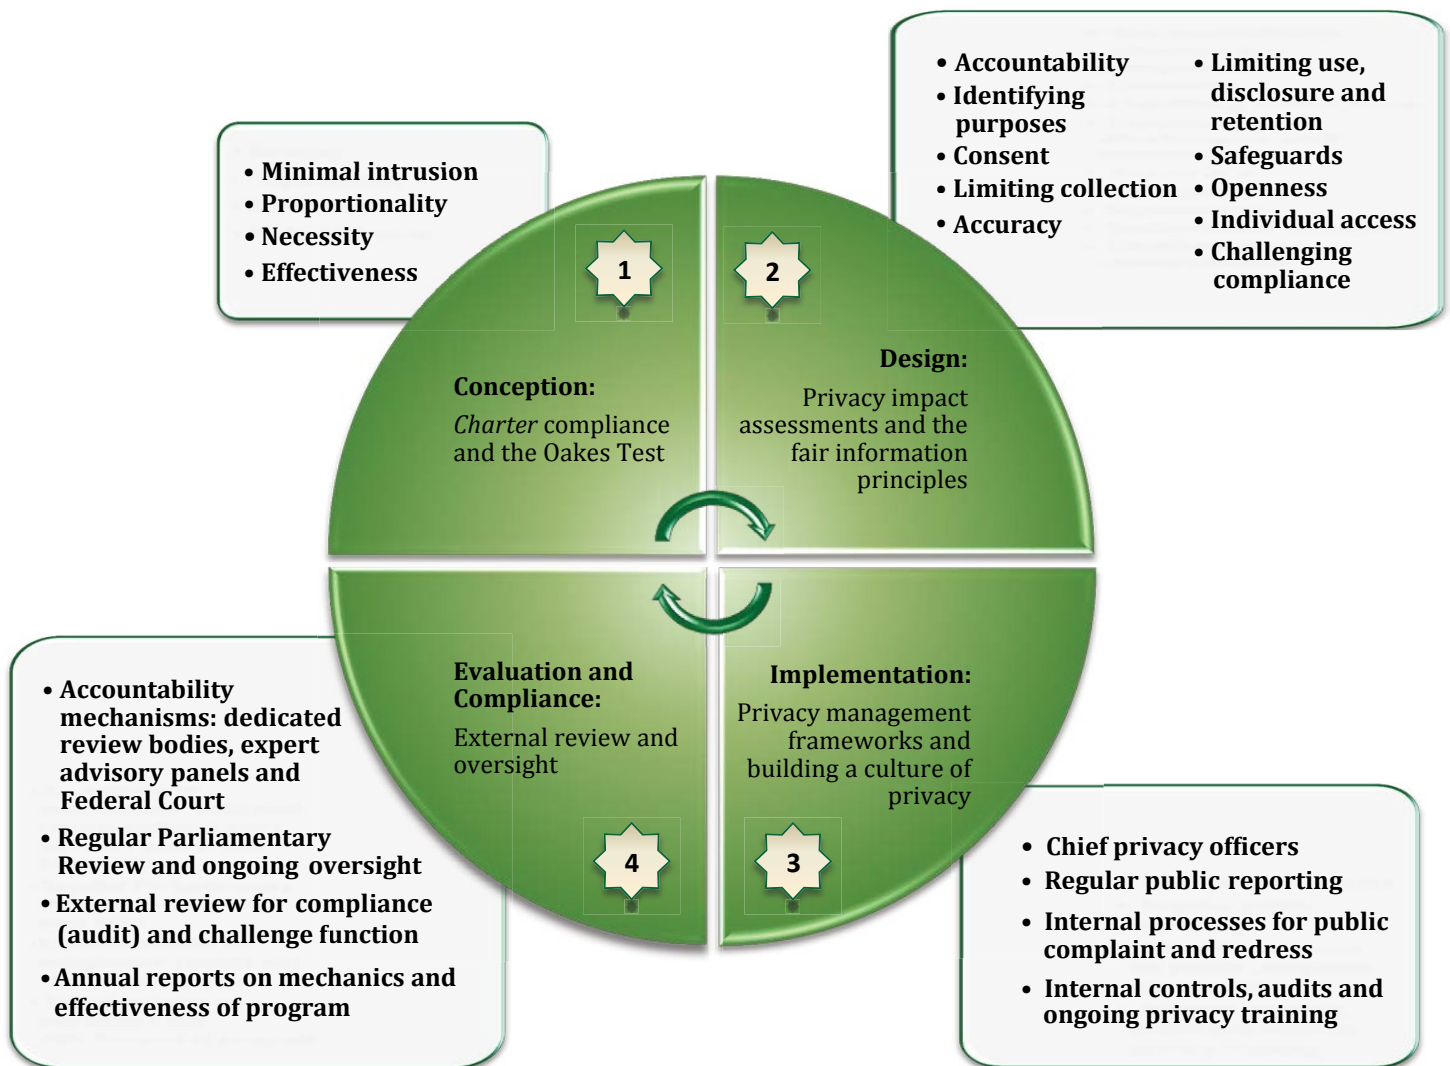 • Minimal intrusion
• Proportionality
• Necessity
• Effectiveness
1
Conception:
Charter compliance
and the Oakes Test
• Accountability
• Identifying
purposes
• Consent
• Limiting collection
• Accuracy
• Limiting use,
disclosure and
retention
• Safeguards
• Openness
• Individual access
• Challenging
compliance
2
Design:
Privacy impact
assessments and the
fair information
principles
Implementation:
Privacy management
frameworks and
building a culture of
privacy
3
• Chief privacy officers
• Regular public reporting
• Internal processes for public
complaint and redress
• Internal controls, audits and
ongoing privacy training
Evaluation and
Compliance:
External review and
oversight
4
• Accountability
mechanisms: dedicated
review bodies, expert
advisory panels and
Federal Court
• Regular Parliamentary
Review and ongoing oversight
• External review for compliance
(audit) and challenge function
• Annual reports on mechanics and
effectiveness of program